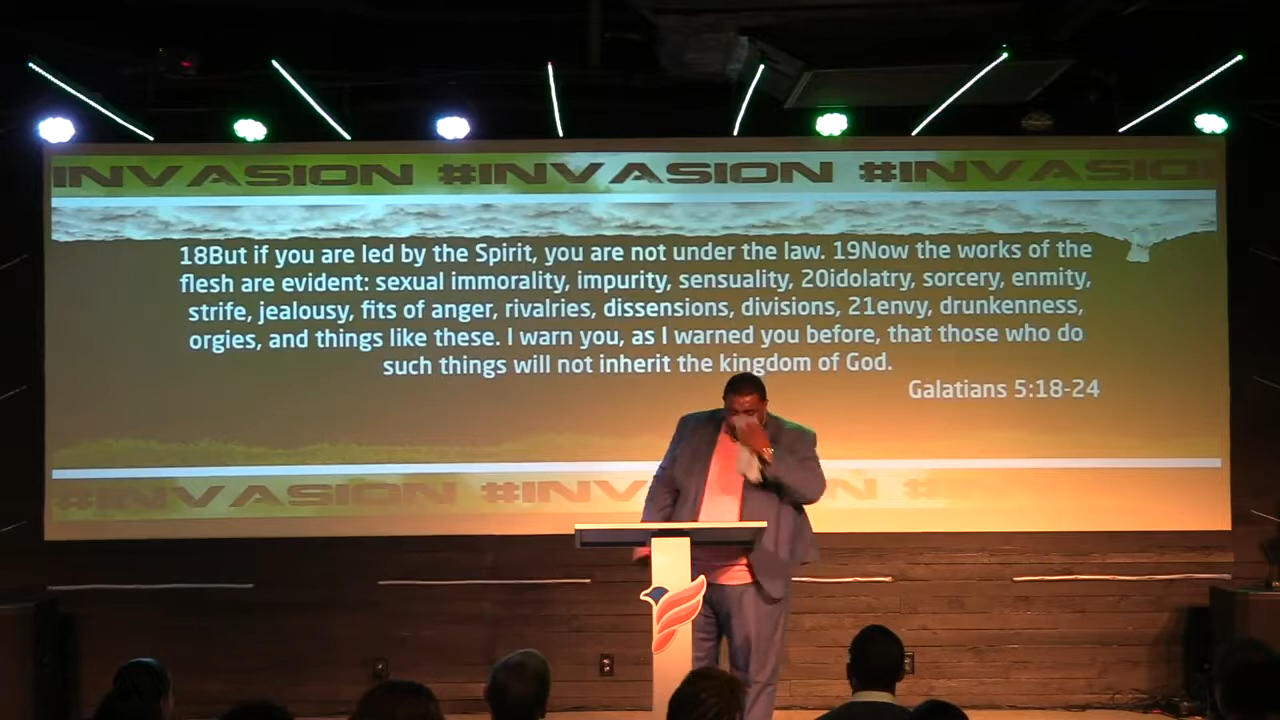 INVASION #INVASION #INVASIO
18But if you are led by the Spirit, you are not under the law. 19Now the works of the
flesh are evident: sexual immorality, impurity, sensuality, 20idolatry, sorcery, enmity,
strife, jealousy, fits of anger, rivalries, dissensions, divisions, 21envy, drunkenness,
orgies, and things like these. I warn you, as I warned you before, that those who do
such things will not inherit the kingdom of God.
Galatians 5:18-24
#INVASION #INV N #